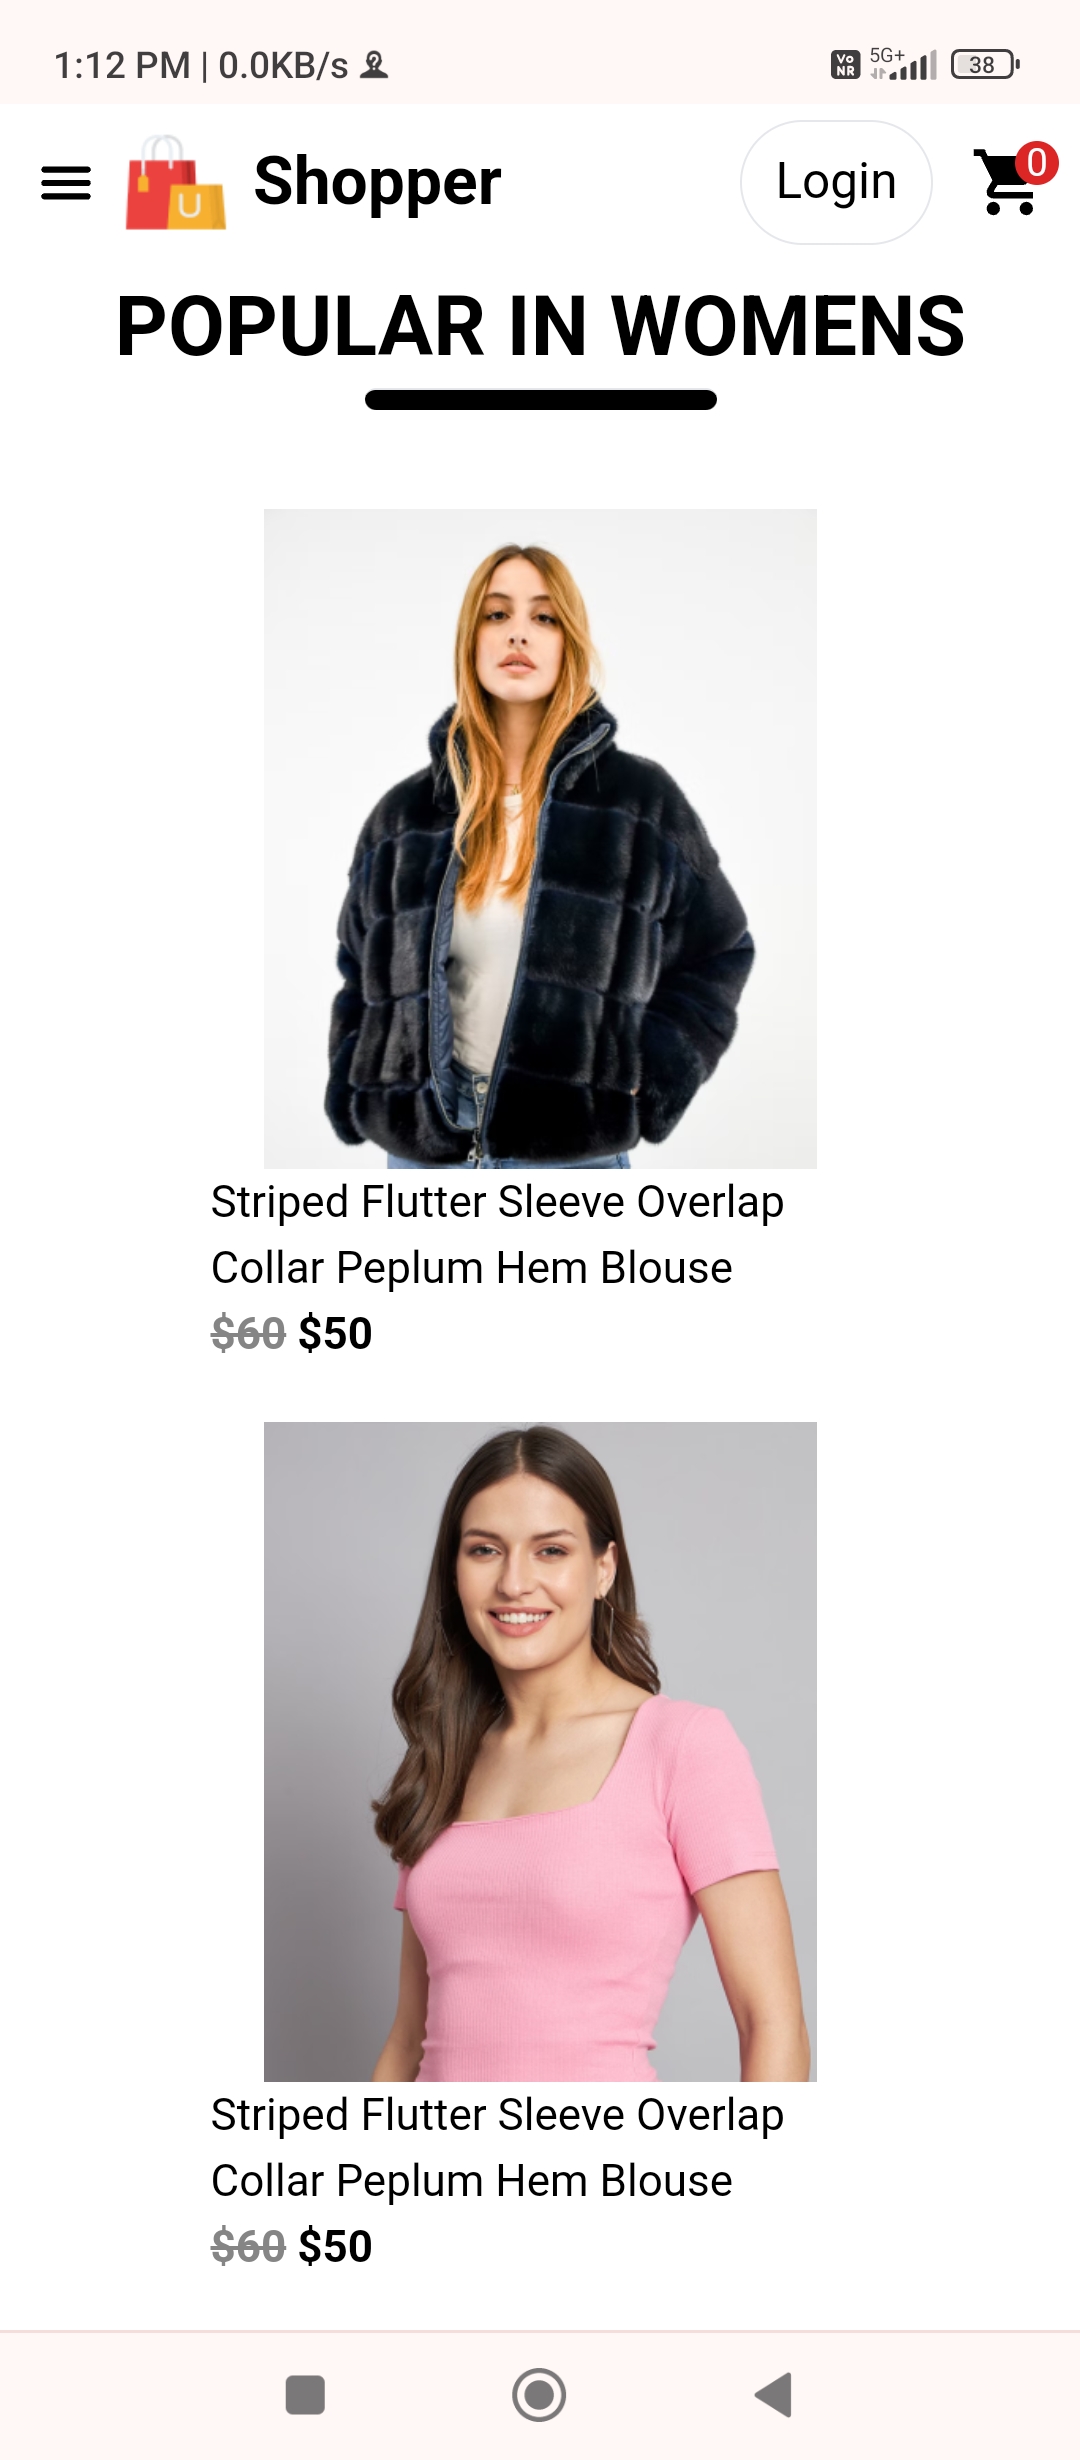 1:12 PM | 0.0KB/s
Vo NR 5G+ 38
U
Shopper
Login
0
POPULAR IN WOMENS
Striped Flutter Sleeve Overlap
Collar Peplum Hem Blouse
$60 $50
Striped Flutter Sleeve Overlap
Collar Peplum Hem Blouse
$60 $50